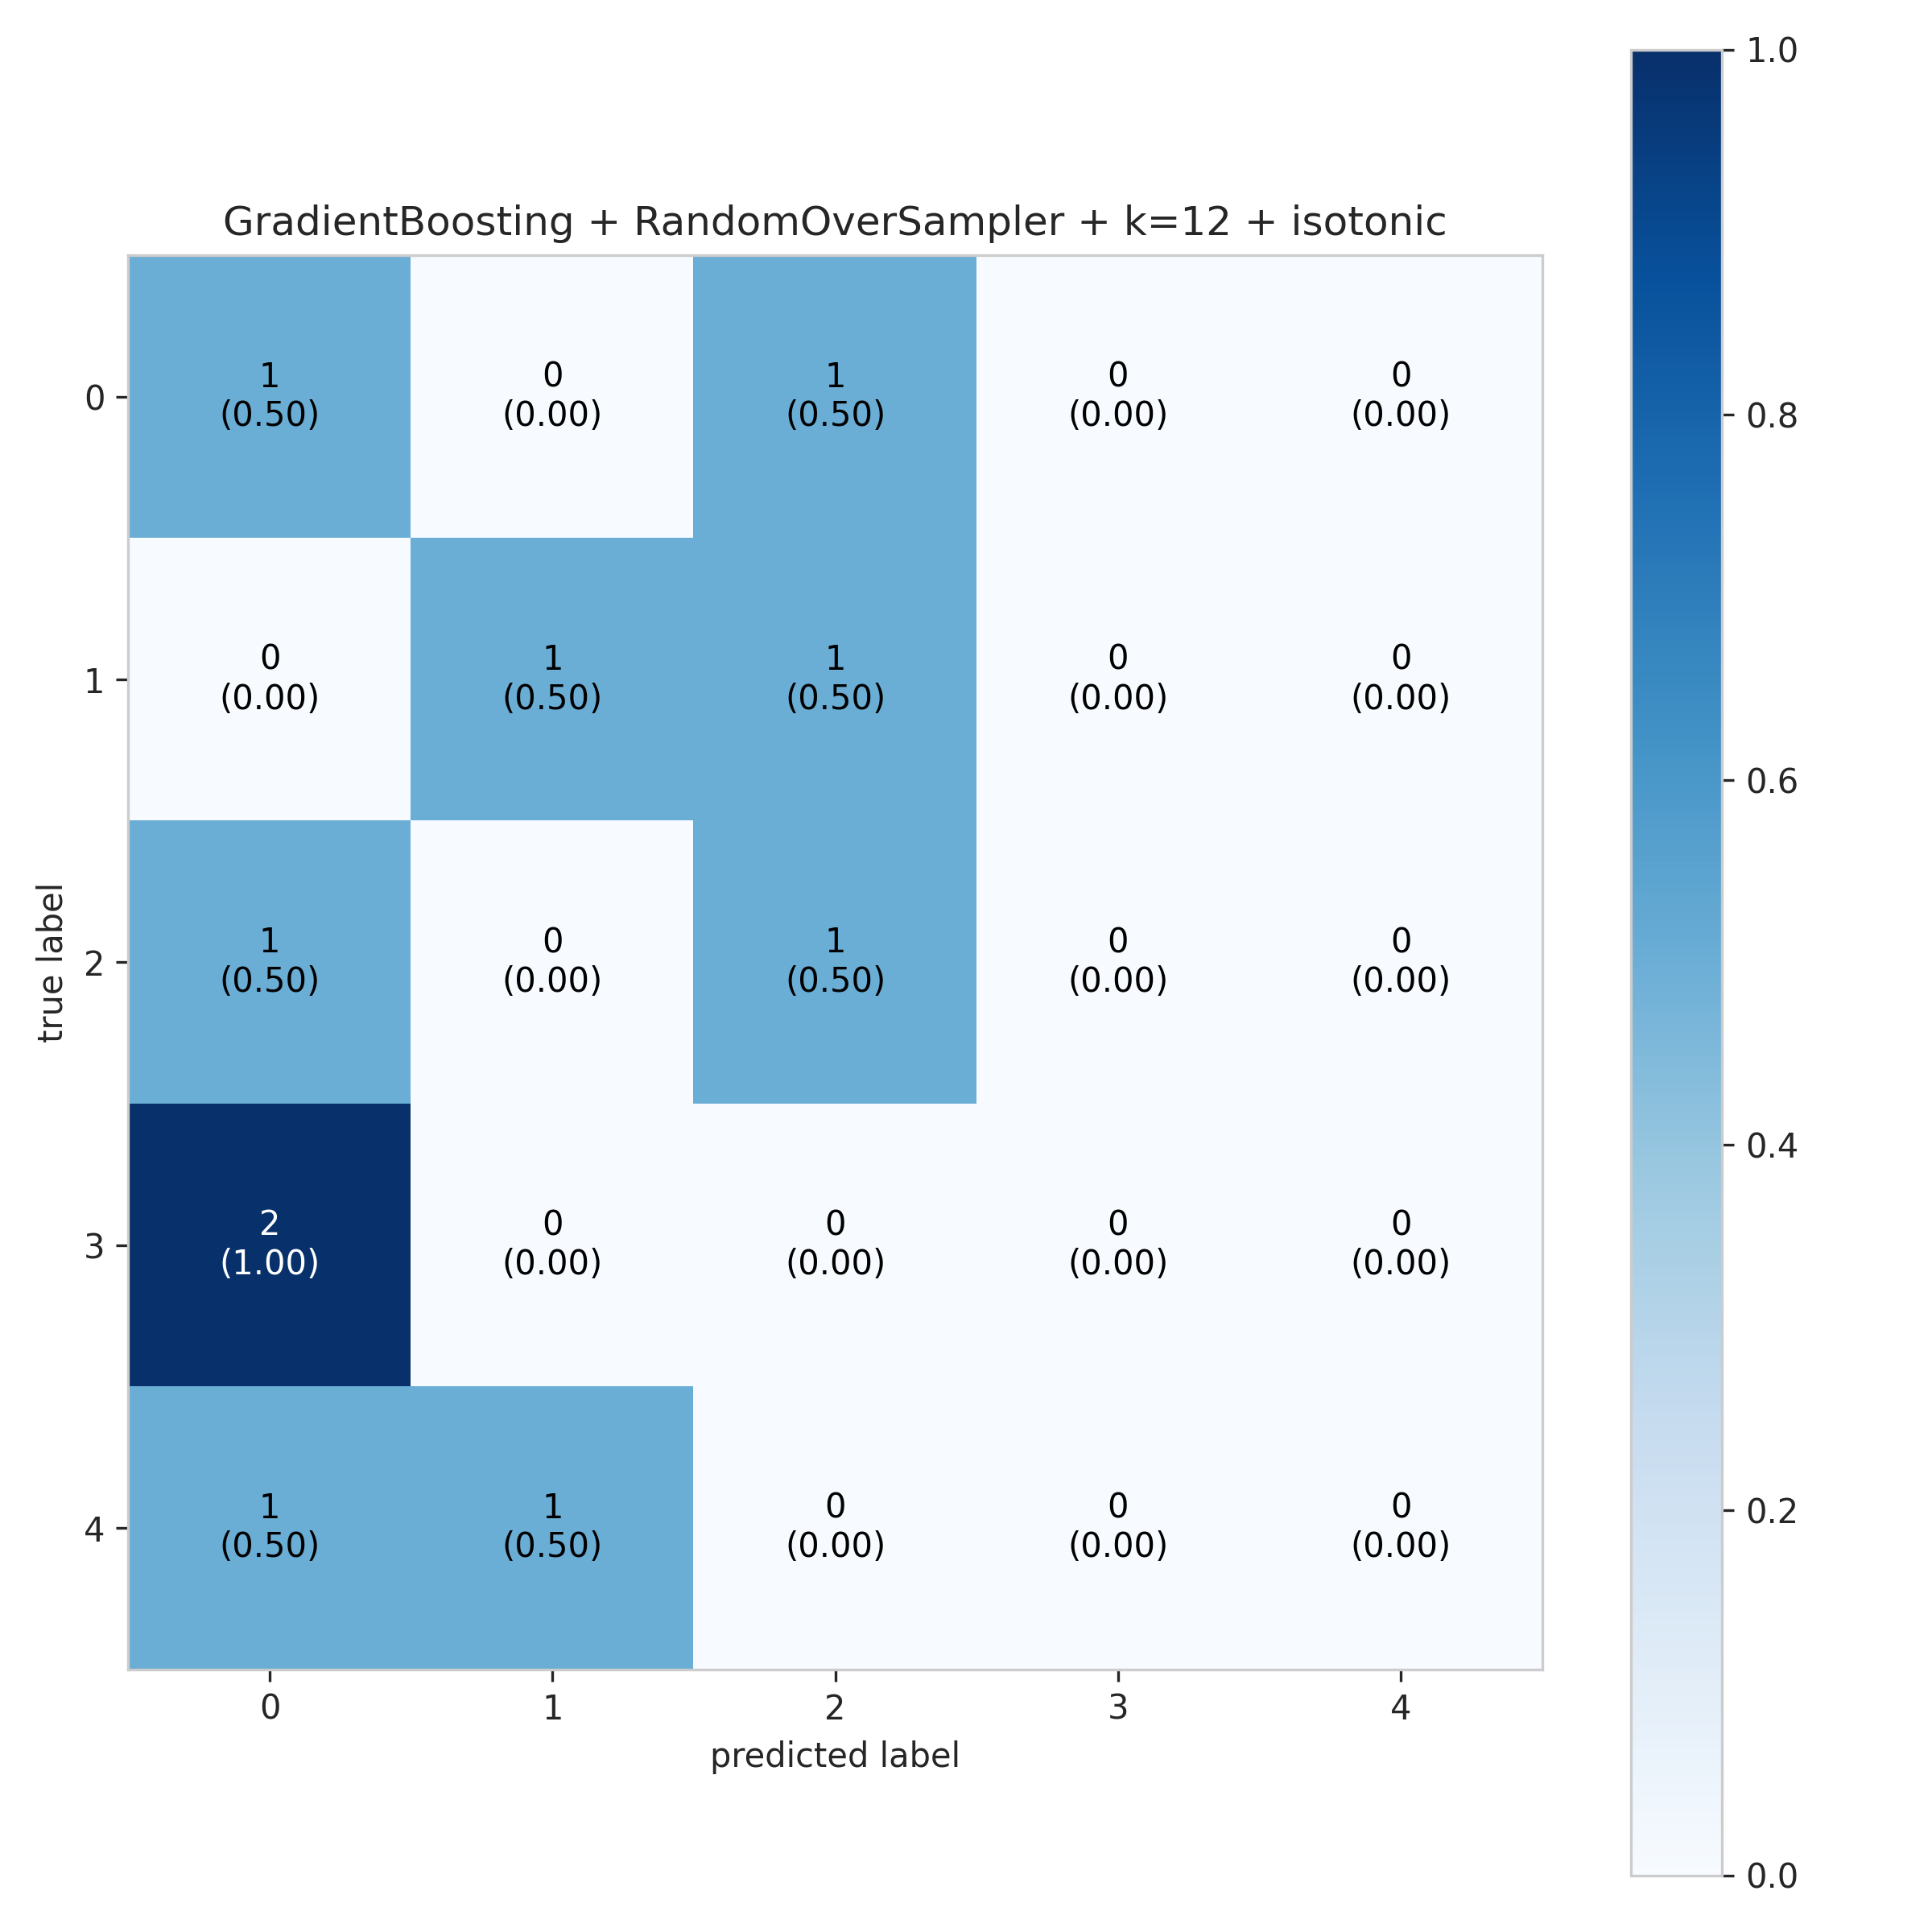 GradientBoosting + RandomOverSampler + k=12 + isotonic
1.0
0.8
0.6
0.4
0.2
0.0
true label
0
1
2
3
4
1 0 1 0 0
(0.50) (0.00) (0.50) (0.00) (0.00)
0 1 1 0 0
(0.00) (0.50) (0.50) (0.00) (0.00)
1 0 1 0 0
(0.50) (0.00) (0.50) (0.00) (0.00)
2 0 0 0 0
(1.00) (0.00) (0.00) (0.00) (0.00)
1 1 0 0 0
(0.50) (0.50) (0.00) (0.00) (0.00)
0 1 2 3 4
predicted label